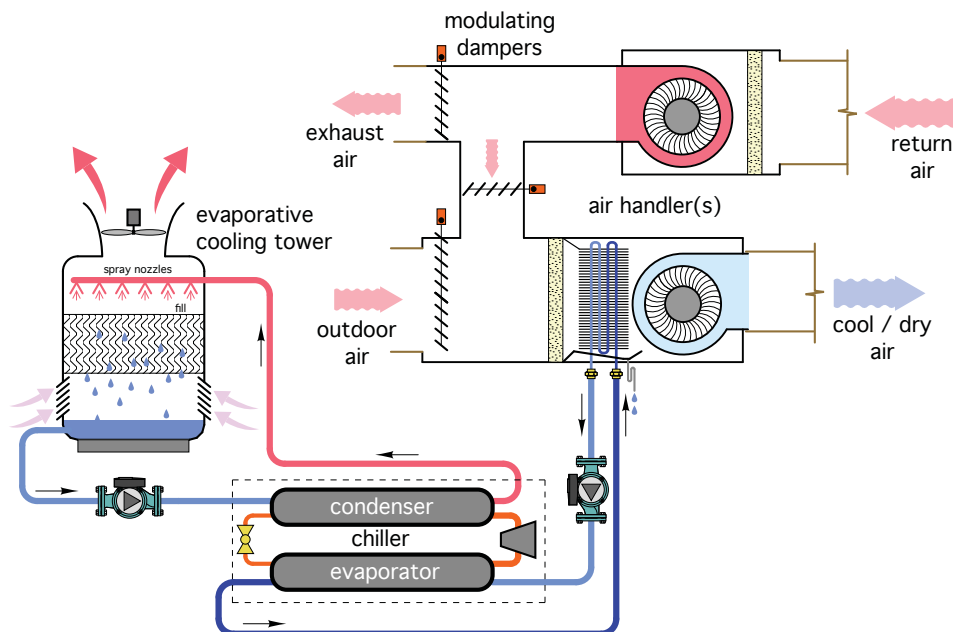 modulating
dampers
exhaust
air
return
air
evaporative
cooling tower
air handler(s)
spray nozzles
fill
outdoor
air
cool / dry
air
condenser
chiller
evaporator